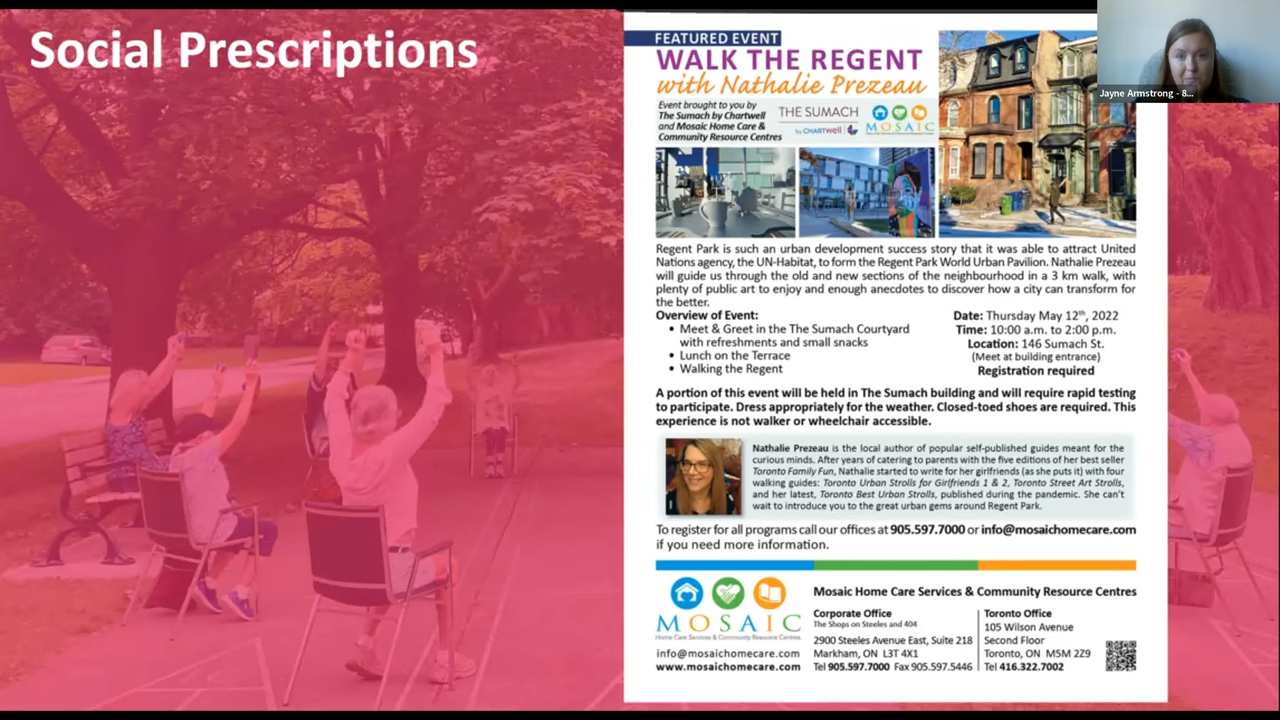 Social Prescriptions
FEATURED EVENT
WALK THE REGENT
with Nathalie Prezeau
Event brought to you by
The Sumach by Chartwell
and Mosaic Home Care &
Community Resource Centres
THE SUMACH
by CHARTWELL
MOSAIC
Jayne Armstrong - 8...
Regent Park is such an urban development success story that it was able to attract United
Nations agency, the UN-Habitat, to form the Regent Park World Urban Pavilion. Nathalie Prezeau
will guide us through the old and new sections of the neighbourhood in a 3 km walk, with
plenty of public art to enjoy and enough anecdotes to discover how a city can transform for
the better.
Overview of Event:
• Meet & Greet in the The Sumach Courtyard
with refreshments and small snacks
• Lunch on the Terrace
• Walking the Regent
Date: Thursday May 12th, 2022
Time: 10:00 a.m. to 2:00 p.m.
Location: 146 Sumach St.
(Meet at building entrance)
Registration required
A portion of this event will be held in The Sumach building and will require rapid testing
to participate. Dress appropriately for the weather. Closed-toed shoes are required. This
experience is not walker or wheelchair accessible.
Nathalie Prezeau is the local author of popular self-published guides meant for the
curious minds. After years of catering to parents with the five editions of her best seller
Toronto Family Fun, Nathalie started to write for her girlfriends (as she puts it) with four
walking guides: Toronto Urban Strolls for Girlfriends 1 & 2, Toronto Street Art Strolls,
and her latest, Toronto Best Urban Strolls, published during the pandemic. She can't
wait to introduce you to the great urban gems around Regent Park.
To register for all programs call our offices at 905.597.7000 or info@mosaichomecare.com
if you need more information.
MOSAIC
Home Care Services & Community Resource Centres
info@mosaichomecare.com
www.mosaichomecare.com
Mosaic Home Care Services & Community Resource Centres
Corporate Office
The Shops on Steeles and 404
2900 Steeles Avenue East, Suite 218
Markham, ON L3T 4X1
Tel 905.597.7000 Fax 905.597.5446
Toronto Office
105 Wilson Avenue
Second Floor
Toronto, ON M5M 2Z9
Tel 416.322.7002